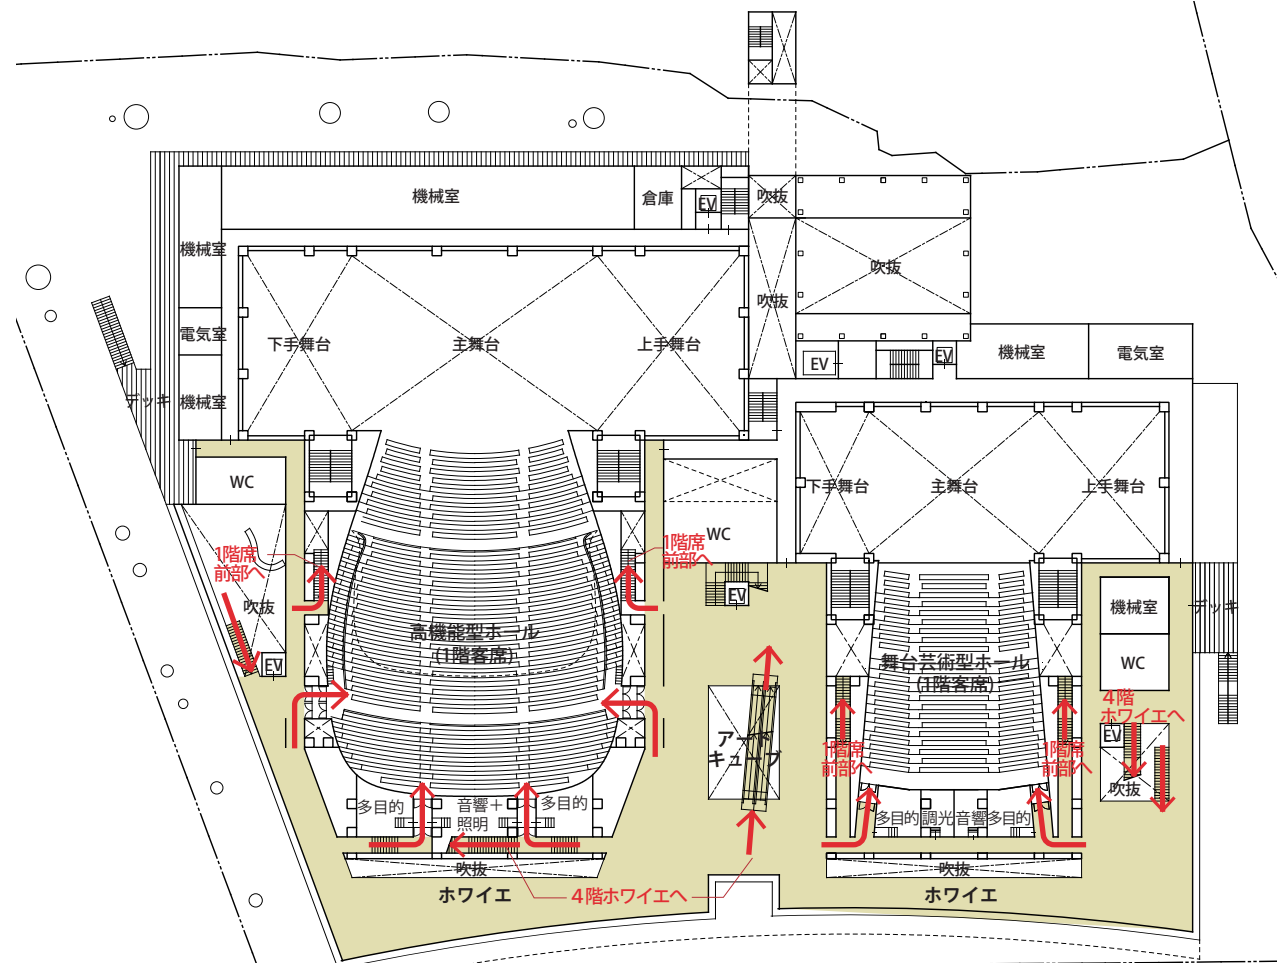 機械室
倉庫
EV
吹抜
機械室
吹抜
吹抜
電気室
下手舞台
主舞台
上手舞台
EV
EV
機械室
電気室
デッキ
機械室
WC
下手舞台
主舞台
上手舞台
WC
1階席
前部へ
1階席
前部へ
吹抜
EV
機械室
デッキ
高機能型ホール
(1階客席)
EV
舞台芸術型ホール
(1階客席)
WC
4階
ホワイエへ
アート
キューブ
1階席
前部へ
1階席
前部へ
EV
吹抜
多目的
音響＋
照明
多目的
多目的
調光
音響
多目的
吹抜
吹抜
ホワイエ
４階ホワイエへ
ホワイエ